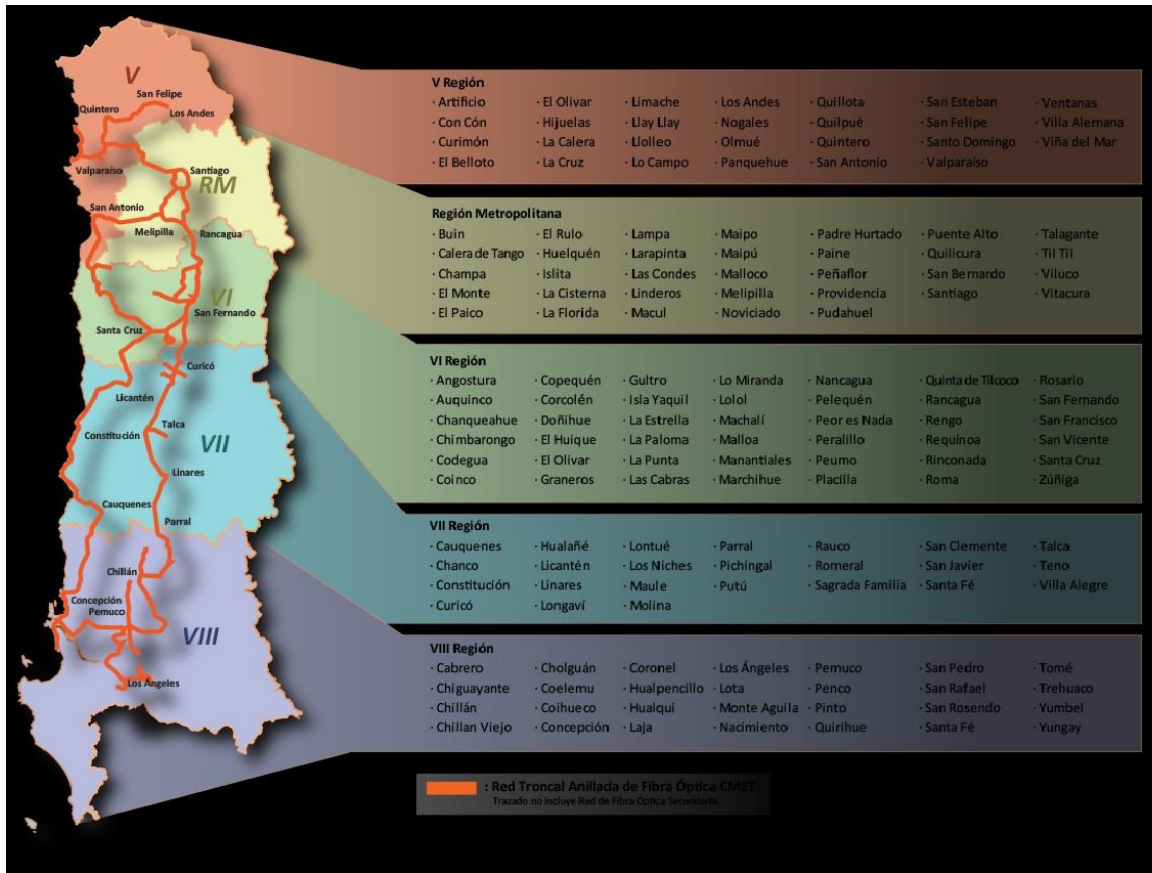 V
San Felipe
Quintero
Los Andes
Valparaíso
Santiago
RM
San Antonio
Melipilla
Rancagua
VI
San Fernando
Santa Cruz
Curicó
Licantén
Constitución
Talca
VII
Linares
Cauquenes
Parral
Chillán
Concepción
Pemuco
VIII
Los Angeles
V Región
· Artificio · El Olivar · Limache · Los Andes · Quillota · San Esteban · Ventanas
· Con Cón · Hijuelas · Llay Llay · Nogales · Quilpué · San Felipe · Villa Alemana
· Curimón · La Calera · Llolleo · Olmué · Quintero · Santo Domingo · Viña del Mar
· El Belloto · La Cruz · Lo Campo · Panquehue · San Antonio · Valparaíso
Región Metropolitana
· Buin · El Rulo · Lampa · Maipo - Padre Hurtado · Puente Alto · Talagante
· Calera de Tango · Huelquén · Larapinta · Maipú - Paine · Quilicura · Til Til
· Champa · Islita · Las Condes · Malloco - Peñaflor · San Bernardo · Viluco
· El Monte · La Cisterna · Linderos · Melipilla - Providencia · Santiago · Vitacura
· El Paico · La Florida · Macul · Noviciado - Pudahuel
VI Región
· Angostura · Copequén · Gultro · Lo Miranda · Nancagua · Quinta de Tilcoco · Rosario
· Auquinco · Corcolén · Isla Yaquil · Lolol · Pelequén · Rancagua · San Fernando
· Chanqueahue · Doñihue · La Estrella · Machalí · Peor es Nada · Rengo · San Francisco
· Chimbarongo · El Huique · La Paloma · Malloa · Peralillo · Requínoa · San Vicente
· Codegua · El Olivar · La Punta · Manantiales · Peumo · Rinconada · Santa Cruz
· Coinco · Graneros · Las Cabras · Marchihue · Placilla · Roma · Zúñiga
VII Región
· Cauquenes · Hualañé · Lontué · Parral · Rauco · San Clemente · Talca
· Chanco · Licantén · Los Niches · Pichingal · Romeral · San Javier · Teno
· Constitución · Linares · Maule · Putú · Sagrada Familia · Santa Fé · Villa Alegre
· Curicó · Longaví · Molina
VIII Región
· Cabrero · Cholguán · Coronel · Los Ángeles · Pemuco · San Pedro · Tomé
· Chiguayante · Coelemu · Hualpencillo · Lota · Penco · San Rafael · Trehuaco
· Chillán · Coihueco · Hualqui · Monte Aguila · Pinto · San Rosendo · Yumbel
· Chillan Viejo · Concepción · Laja · Nacimiento · Quirihue · Santa Fé · Yungay
: Red Troncal Anillada de Fibra Óptica CMET
Trazado no incluye Red de Fibra Óptica Secundaria